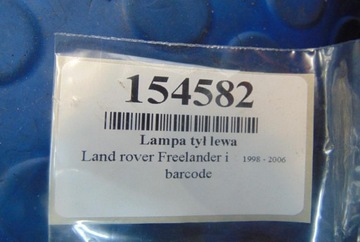 154582
Lampa tył lewa
Land rover Freelander i 1998 - 2006
barcode